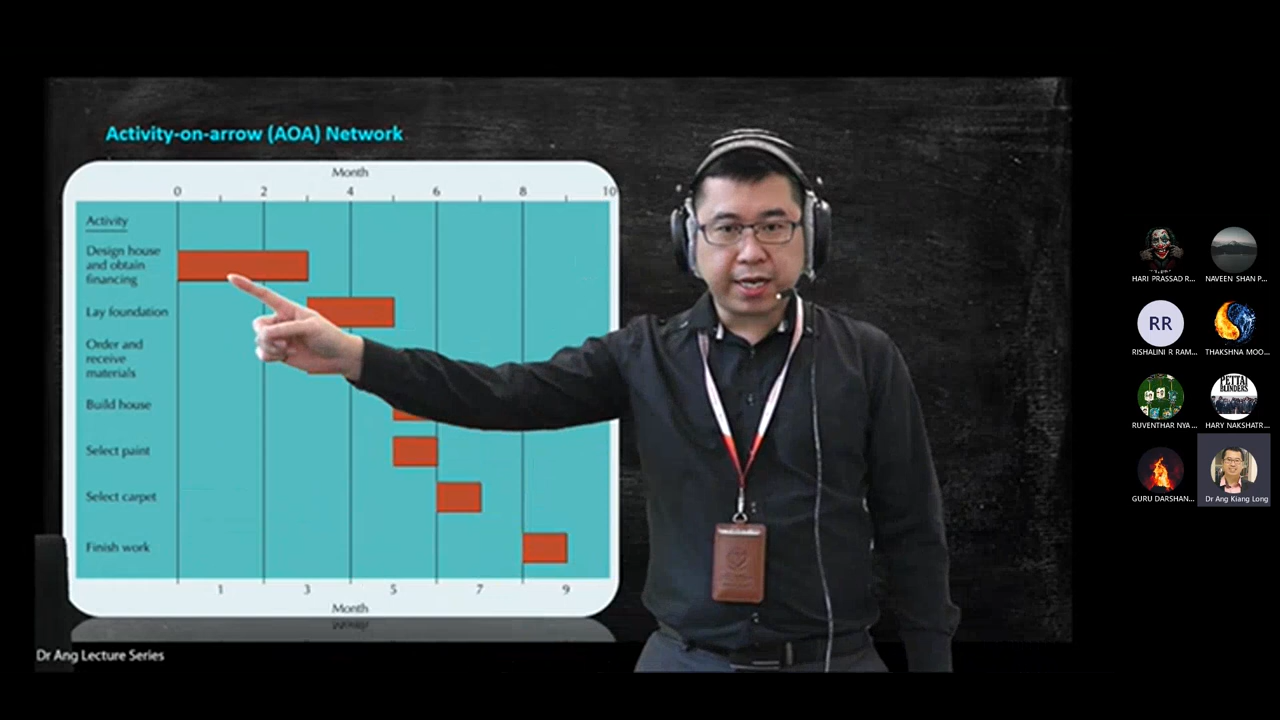 Activity-on-arrow (AOA) Network
Month
0 2 4 6 8 10
Activity
Design house
and obtain
financing
Lay foundation
Order and
receive
materials
Build house
Select paint
Select carpet
Finish work
1 3 5 7 9
Month
Dr Ang Lecture Series
HARI PRASSAD R...
NAVEEN SHAN P...
RR
RISHALINI R RAM...
THAKSHNA MOO...
PETTAI
BLINDERS
RUVENTHAR NYA...
HARY NAKSHATR...
GURU DARSHAN...
Dr Ang Kiang Long